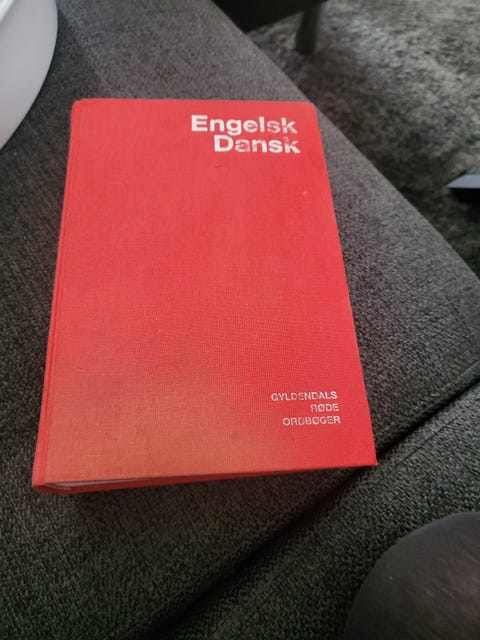 Engelsk
Dansk
GYLDENDALS
RØDE
ORDBØGER